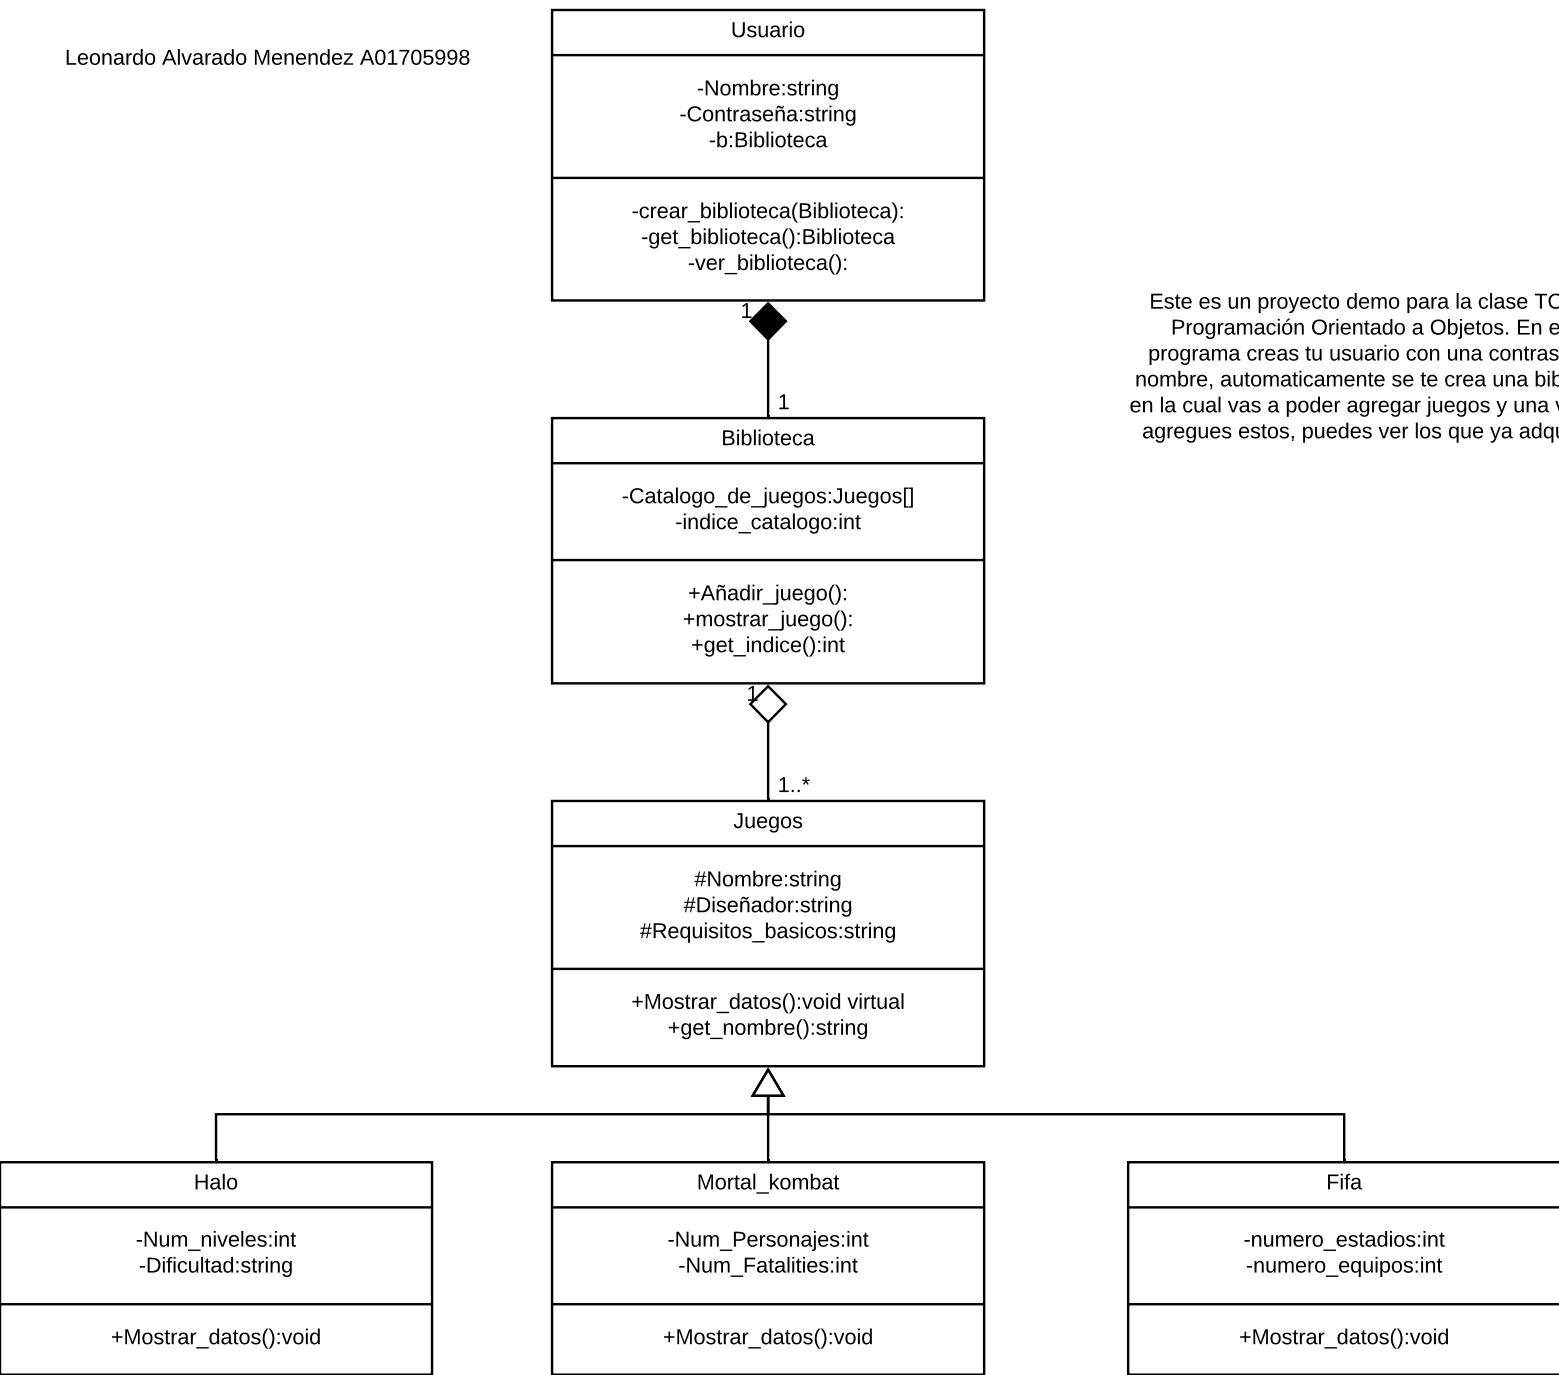 Leonardo Alvarado Menendez A01705998
Usuario
-Nombre:string
-Contraseña:string
-b:Biblioteca
-crear_biblioteca(Biblioteca):
-get_biblioteca():Biblioteca
-ver_biblioteca():
1
1
Este es un proyecto demo para la clase
Programación Orientado a Objetos. En
programa creas tu usuario con una
nombre, automaticamente se te crea una
en la cual vas a poder agregar juegos y una
agregues estos, puedes ver los que ya
Biblioteca
-Catalogo_de_juegos:Juegos[]
-indice_catalogo:int
+Añadir_juego():
+mostrar_juego():
+get_indice():int
1
1..*
Juegos
#Nombre:string
#Diseñador:string
#Requisitos_basicos:string
+Mostrar_datos():void virtual
+get_nombre():string
Halo
-Num_niveles:int
-Dificultad:string
+Mostrar_datos():void
Mortal_kombat
-Num_Personajes:int
-Num_Fatalities:int
+Mostrar_datos():void
Fifa
-numero_estadios:int
-numero_equipos:int
+Mostrar_datos():void